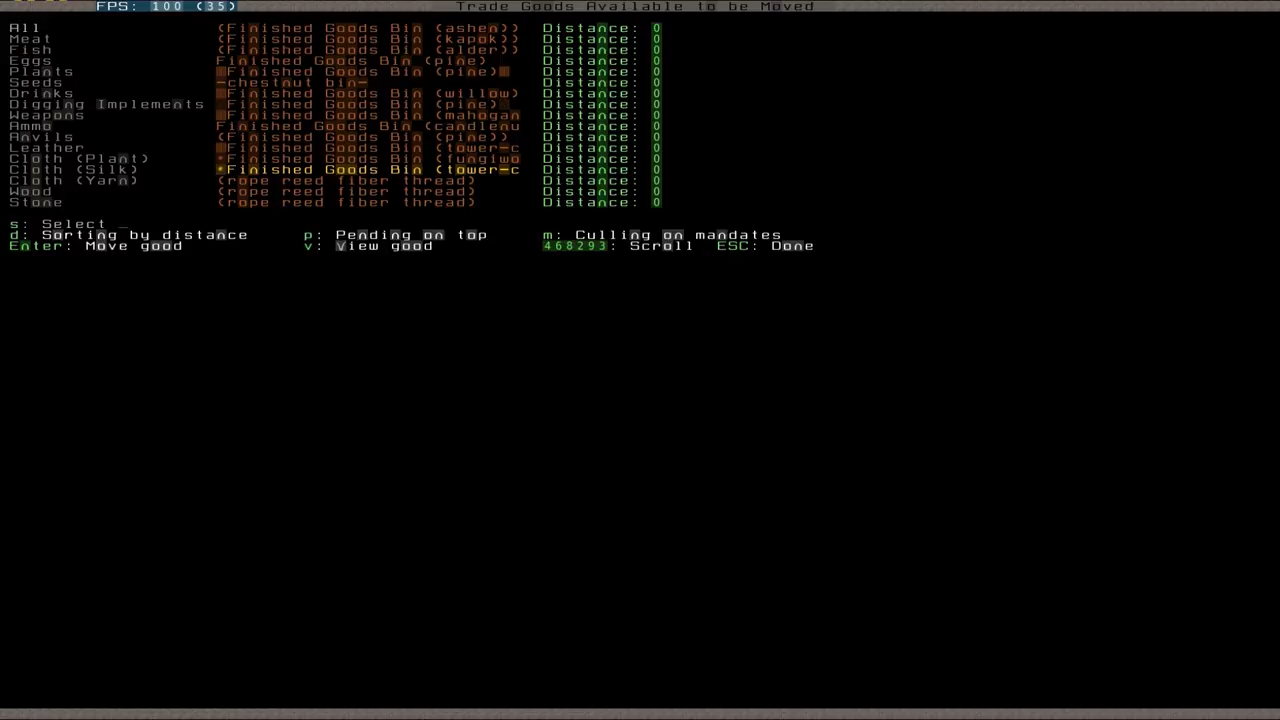 FPS: 100 (35)
Trade Goods Available to be Moved
All (Finished Goods Bin (ashen)) Distance: 0
Meat (Finished Goods Bin (kapok)) Distance: 0
Fish (Finished Goods Bin (alder)) Distance: 0
Eggs Finished Goods Bin (pine) Distance: 0
Plants Finished Goods Bin (pine) Distance: 0
Seeds -chestnut bin- Distance: 0
Drinks (Finished Goods Bin (willow) Distance: 0
Digging Implements Finished Goods Bin (pine) Distance: 0
Weapons Finished Goods Bin (mahogan Distance: 0
Ammo Finished Goods Bin (candlenu Distance: 0
Anvils (Finished Goods Bin (pine)) Distance: 0
Leather (Finished Goods Bin (tower-c Distance: 0
Cloth (Plant) *Finished Goods Bin (fungiwo Distance: 0
Cloth (Silk) *Finished Goods Bin (tower-c Distance: 0
Cloth (Yarn) (rope reed fiber thread) Distance: 0
Wood (rope reed fiber thread) Distance: 0
Stone (rope reed fiber thread) Distance: 0
s: Select _
d: Sorting by distance p: Pending on top m: Culling on mandates
Enter: Move good v: View good 468293: Scroll ESC: Done